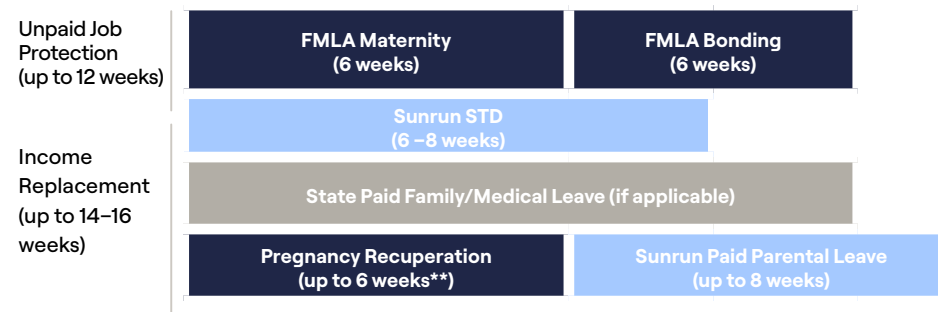 Unpaid Job
Protection
(up to 12 weeks)
FMLA Maternity
(6 weeks)
FMLA Bonding
(6 weeks)
Sunrun STD
(6 –8 weeks)
Income
Replacement
(up to 14–16
weeks)
State Paid Family/Medical Leave (if applicable)
Pregnancy Recuperation
(up to 6 weeks**)
Sunrun Paid Parental Leave
(up to 8 weeks)